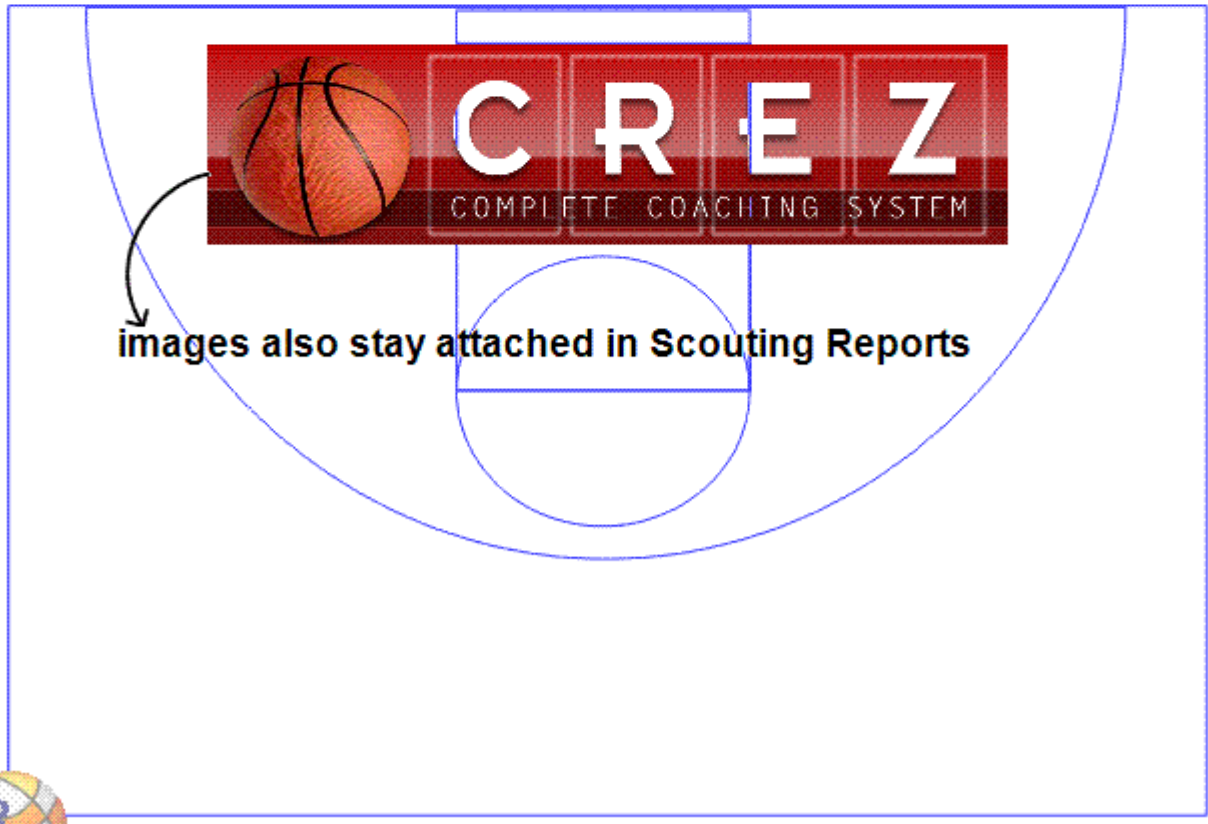 CREZ
COMPLETE COACHING SYSTEM
images also stay attached in Scouting Reports